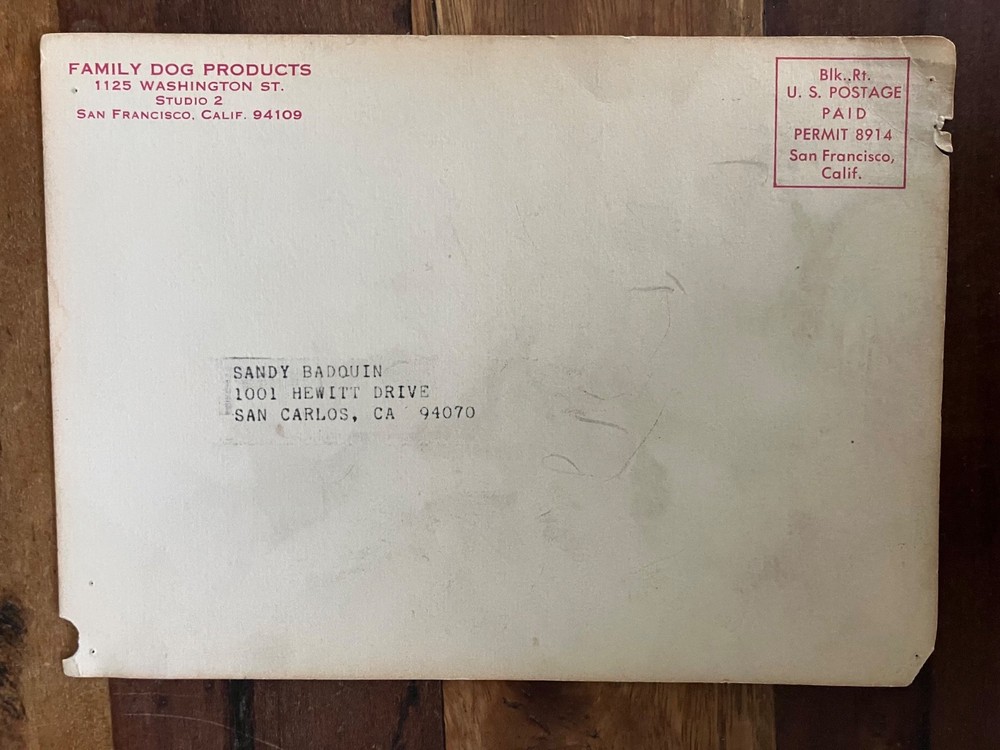 FAMILY DOG PRODUCTS
1125 WASHINGTON ST.
STUDIO 2
SAN FRANCISCO, CALIF. 94109
Blk..Rt.
U. S. POSTAGE
PAID
PERMIT 8914
San Francisco,
Calif.
SANDY BADQUIN
1001 HEWITT DRIVE
SAN CARLOS, CA 94070